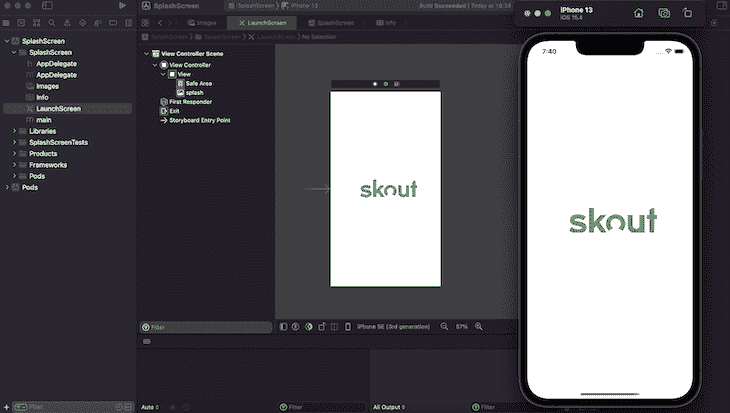 SplashScreen
SplashScreen
iPhone 13
Build Succeeded | Today at 18:39
Images
LaunchScreen
SplashScreen
Info
SplashScreen
SplashScreen
LaunchScreen
No Selection
SplashScreen
SplashScreen
AppDelegate
AppDelegate
Images
Info
LaunchScreen
main
Libraries
SplashScreenTests
Products
Frameworks
Pods
Pods
View Controller Scene
View Controller
View
Safe Area
splash
First Responder
Exit
Storyboard Entry Point
skout
Filter
iPhone SE (3rd generation)
57%
Filter
Auto
Filter
All Output
Filter
iPhone 13
iOS 15.4
7:40
skout